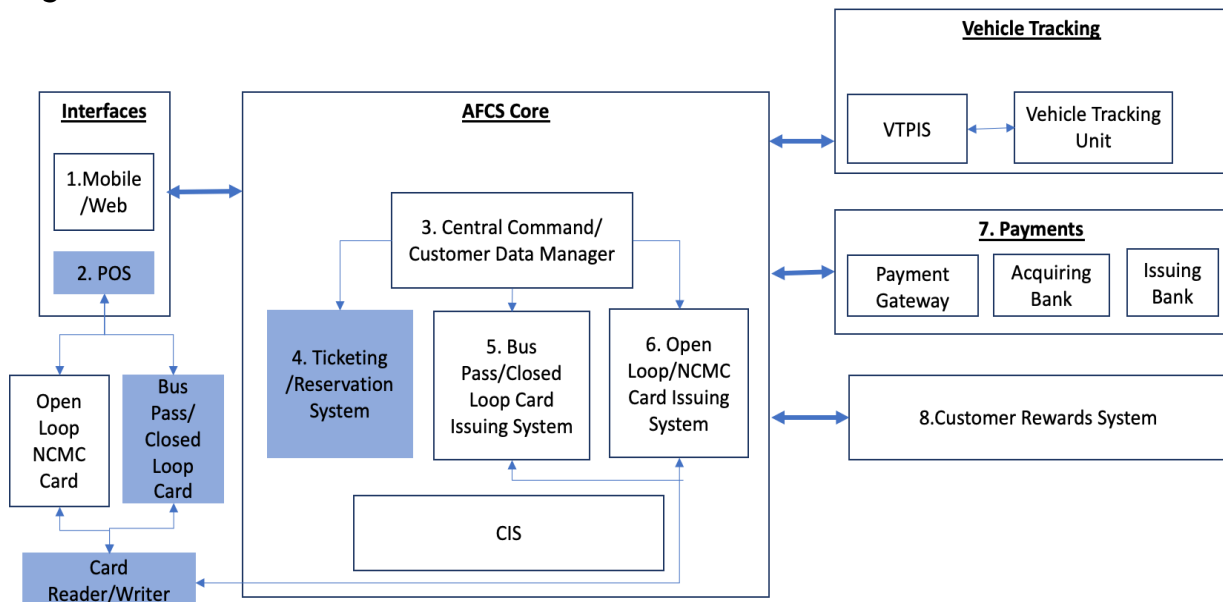 Vehicle Tracking
VTPIS
Vehicle Tracking
Unit
Interfaces
1.Mobile
/Web
2. POS
Open
Loop
NCMC
Card
Bus
Pass/
Closed
Loop
Card
Card
Reader/Writer
AFCS Core
3. Central Command/
Customer Data Manager
4. Ticketing
/Reservation
System
5. Bus
Pass/Closed
Loop Card
Issuing System
6. Open
Loop/NCMC
Card Issuing
System
CIS
7. Payments
Payment
Gateway
Acquiring
Bank
Issuing
Bank
8.Customer Rewards System